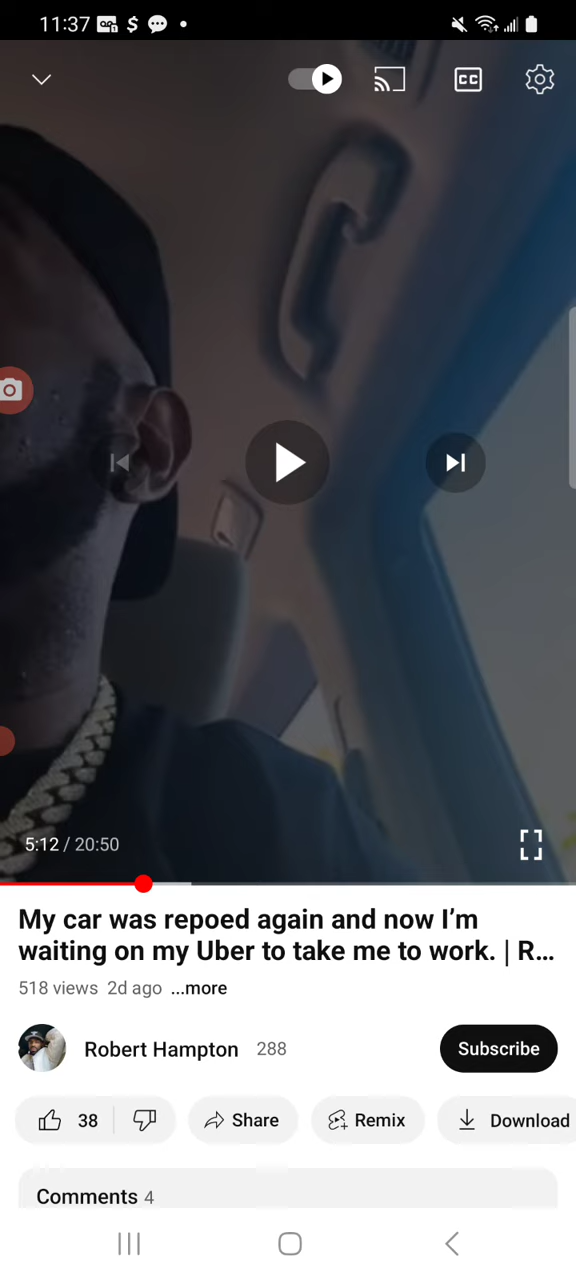 11:37 $
CC
5:12 / 20:50
My car was repoed again and now I’m
waiting on my Uber to take me to work. | R...
518 views 2d ago ...more
Robert Hampton 288 Subscribe
38 Share Remix Download
Comments 4